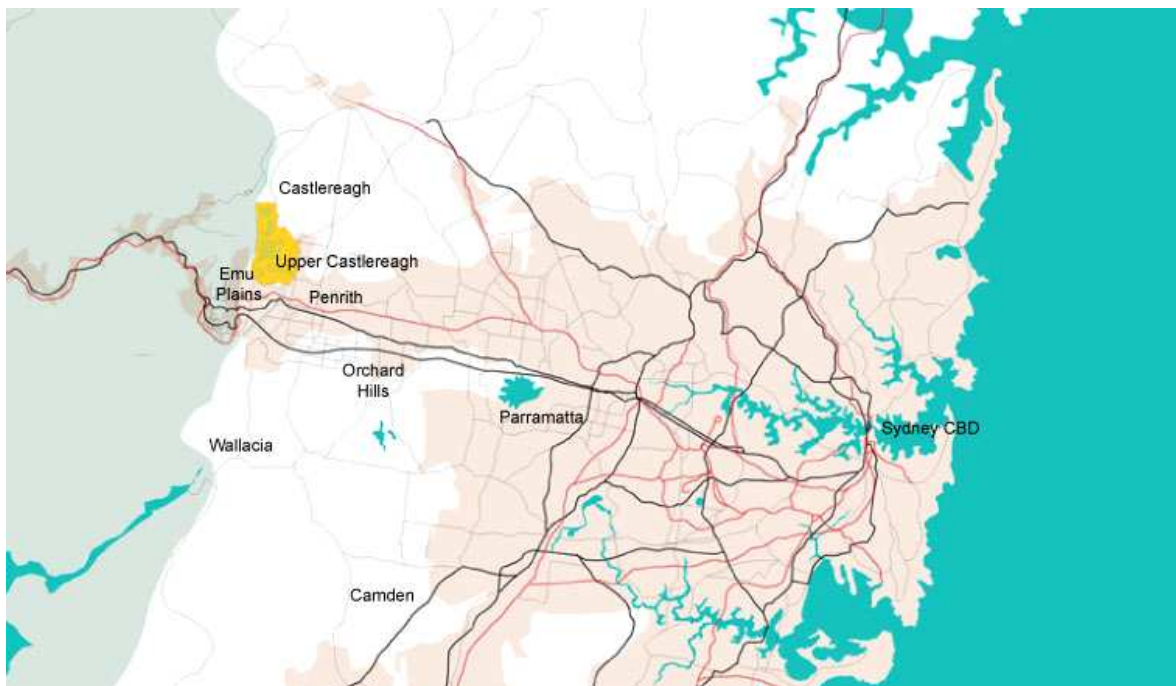 Castlereagh
Upper Castlereagh
Emu
Plains
Penrith
Orchard
Hills
Parramatta
Sydney CBD
Wallacia
Camden